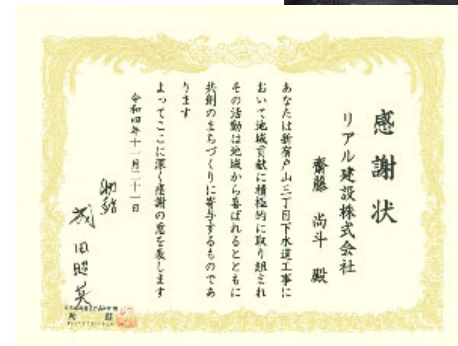 感謝状
リアル建設株式会社
齋藤 尚斗 殿
あなたは新宿戸山三丁目下水道工事に
おいて地域貢献に積極的に取り組まれ
その活動は地域から喜ばれるとともに
共創のまちづくりに寄与するものであ
ります
よってここに深く感謝の意を表します
令和四年十一月二十一日